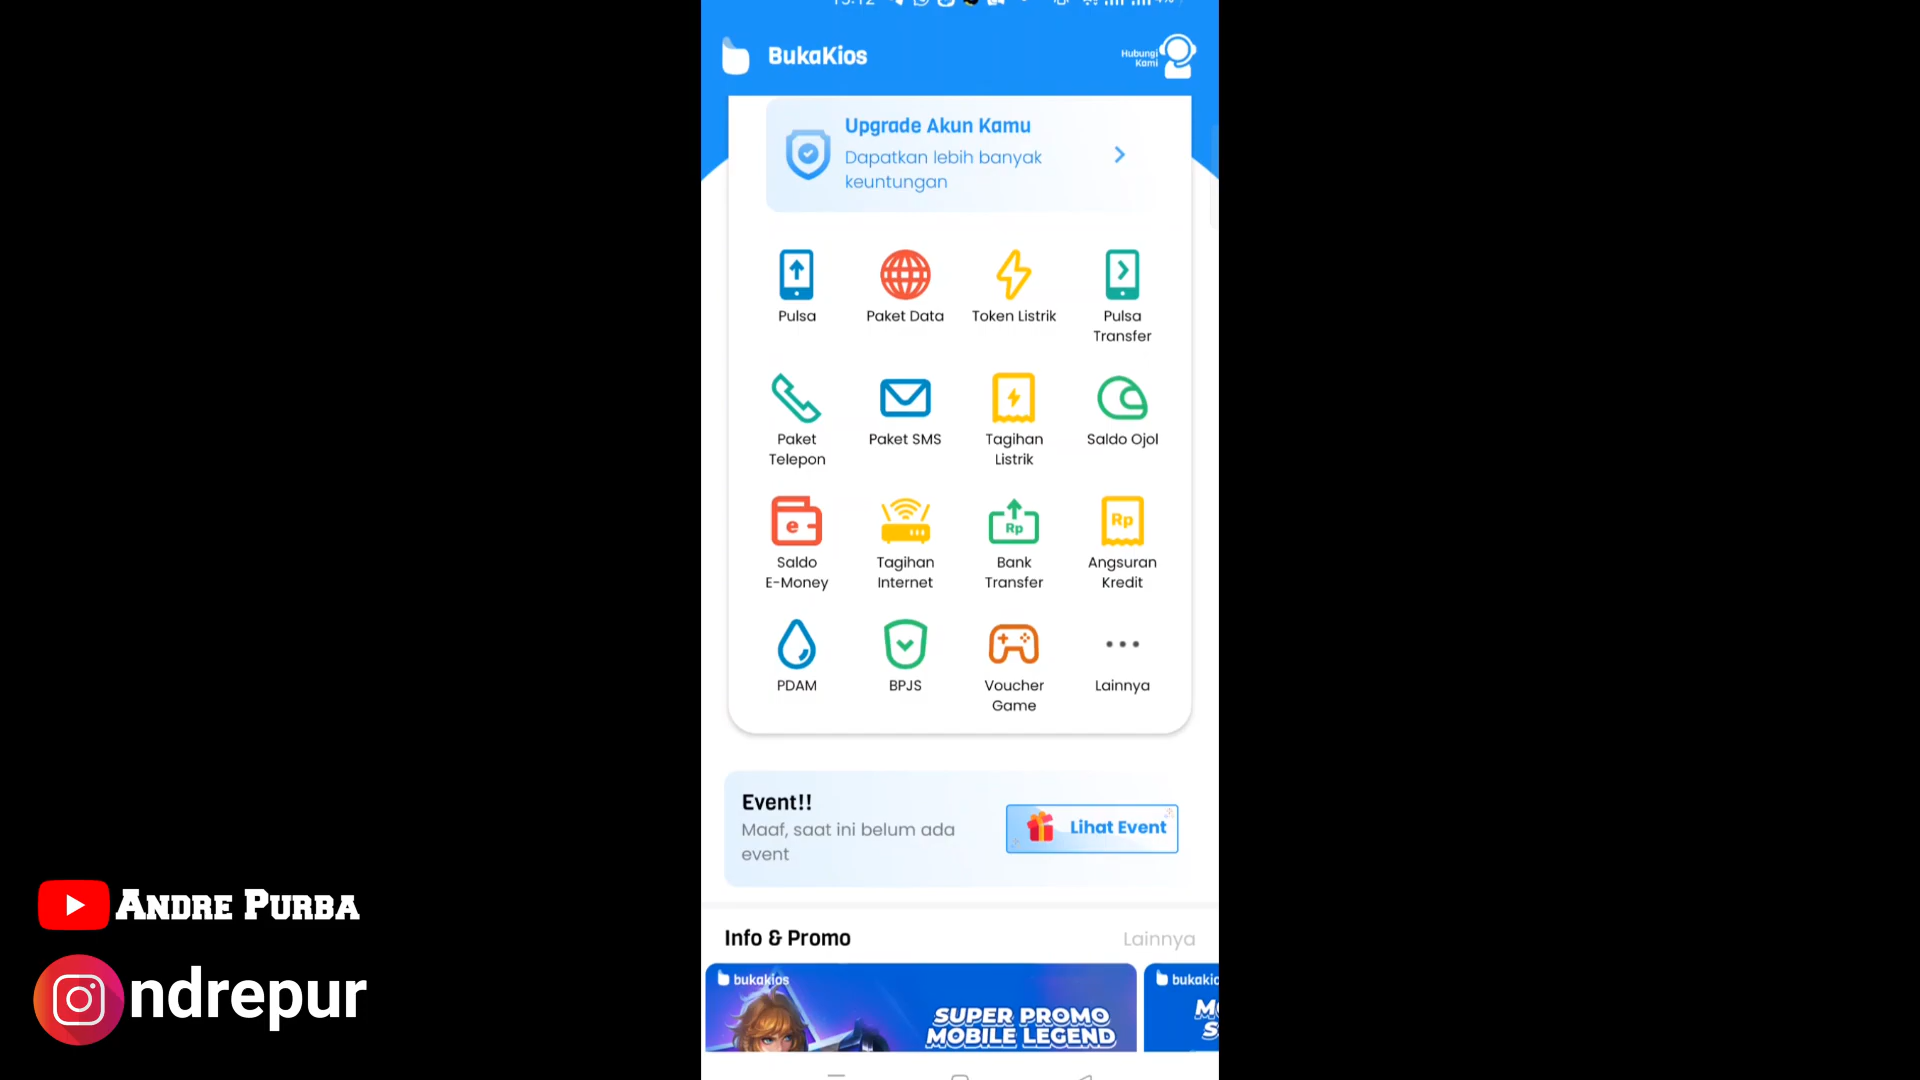 BukaKios
Hubungi
Kami
Upgrade Akun Kamu
Dapatkan lebih banyak
keuntungan
Pulsa
Paket Data
Token Listrik
Pulsa
Transfer
Paket
Telepon
Paket SMS
Tagihan
Listrik
Saldo Ojol
Saldo
E-Money
Tagihan
Internet
Bank
Transfer
Angsuran
Kredit
PDAM
BPJS
Voucher
Game
Lainnya
Event!!
Maaf, saat ini belum ada
event
Lihat Event
Info & Promo
Lainnya
bukakios
SUPER PROMO
MOBILE LEGEND
ANDRE PURBA
ndrepur